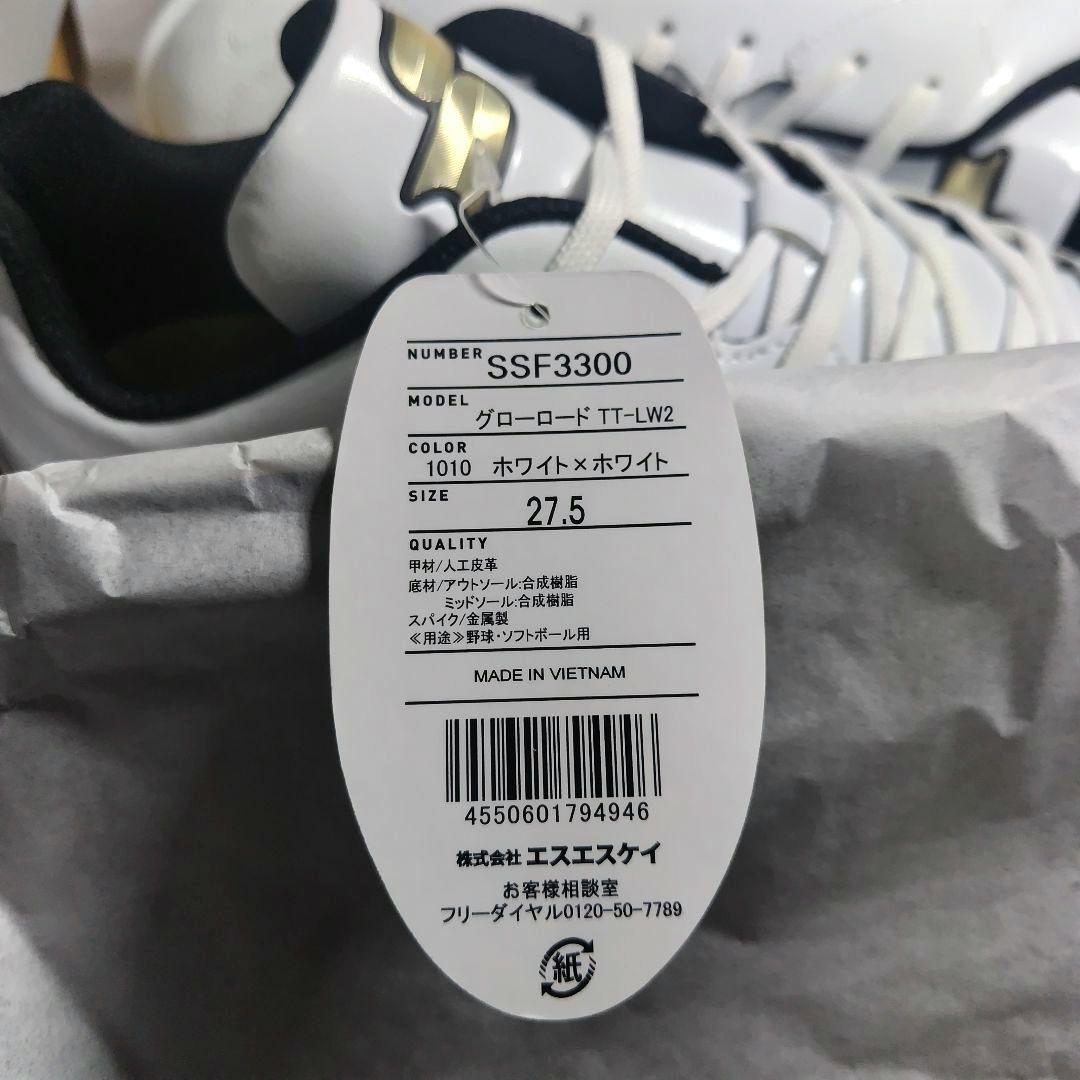 NUMBER SSF3300
MODEL
グローロード TT-LW2
COLOR
1010 ホワイト×ホワイト
SIZE
27.5
QUALITY
甲材/人工皮革
底材/アウトソール:合成樹脂
ミッドソール:合成樹脂
スパイク/金属製
≪用途≫野球・ソフトボール用
MADE IN VIETNAM
4550601794946
株式会社 エスエスケイ
お客様相談室
フリーダイヤル0120-50-7789
紙